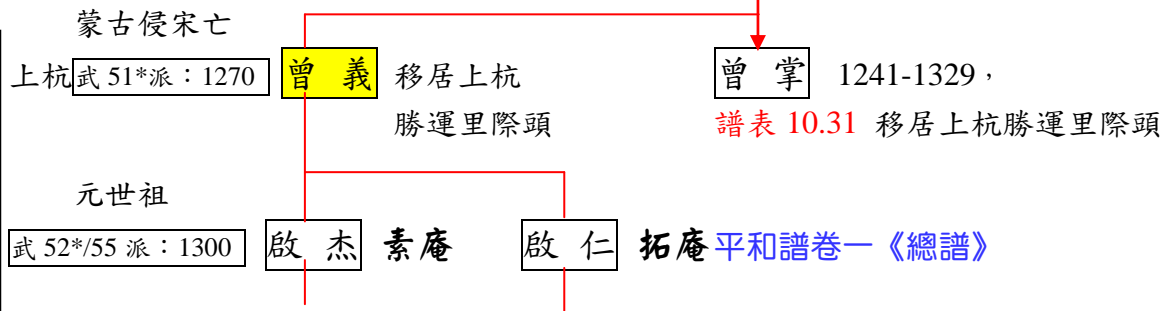 蒙古侵宋亡
上杭 武 51*派：1270 曾 義 移居上杭 曾 掌 1241-1329，
勝運里際頭 譜表 10.31 移居上杭勝運里際頭
元世祖
武 52*/55 派：1300 啟 杰 素庵 啟 仁 拓庵 平和譜卷一《總譜》